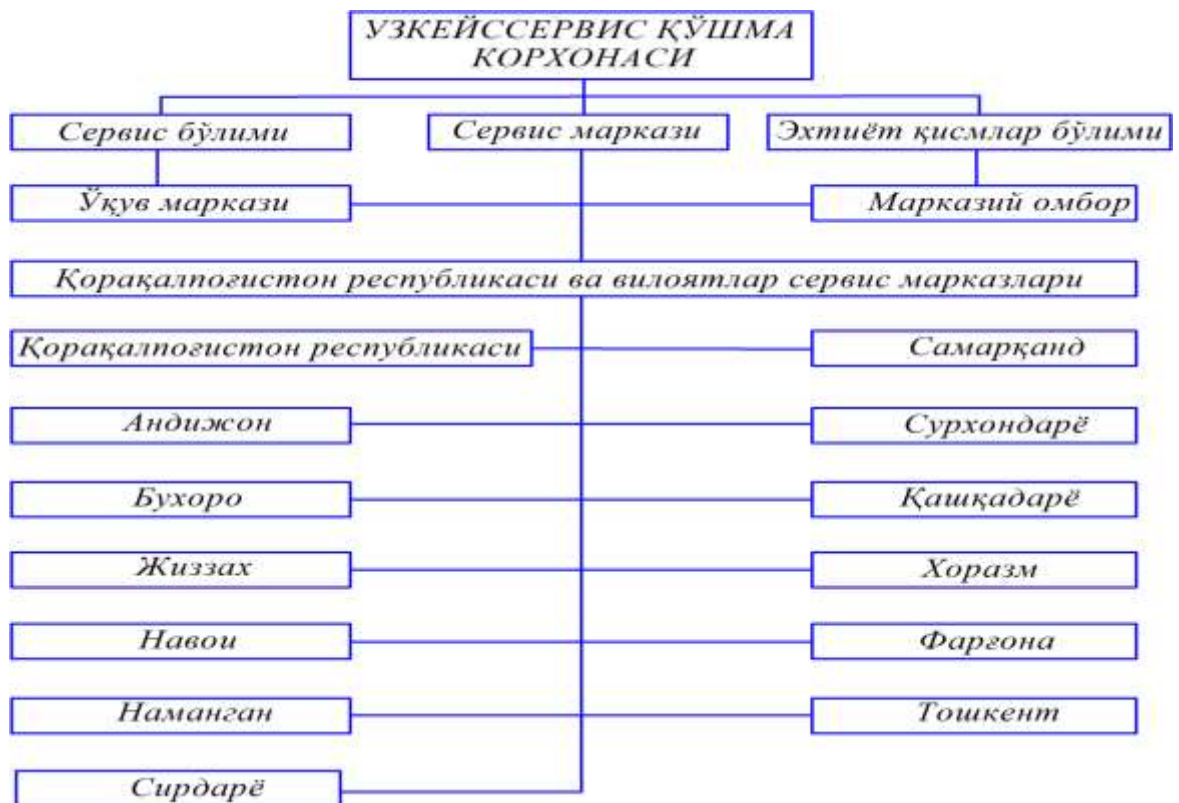 УЗКЕЙССЕРВИС ҚЎШМА
КОРХОНАСИ
Сервис бўлими
Сервис маркази
Эхтиёт қисмлар бўлими
Ўқув маркази
Марказий омбор
Қорақалпоғистон республикаси ва вилоятлар сервис марказлари
Қорақалпоғистон республикаси
Самарқанд
Андижон
Сурхондарё
Бухоро
Қашқадарё
Жиззах
Хоразм
Навои
Фарғона
Наманган
Тошкент
Сирдарё